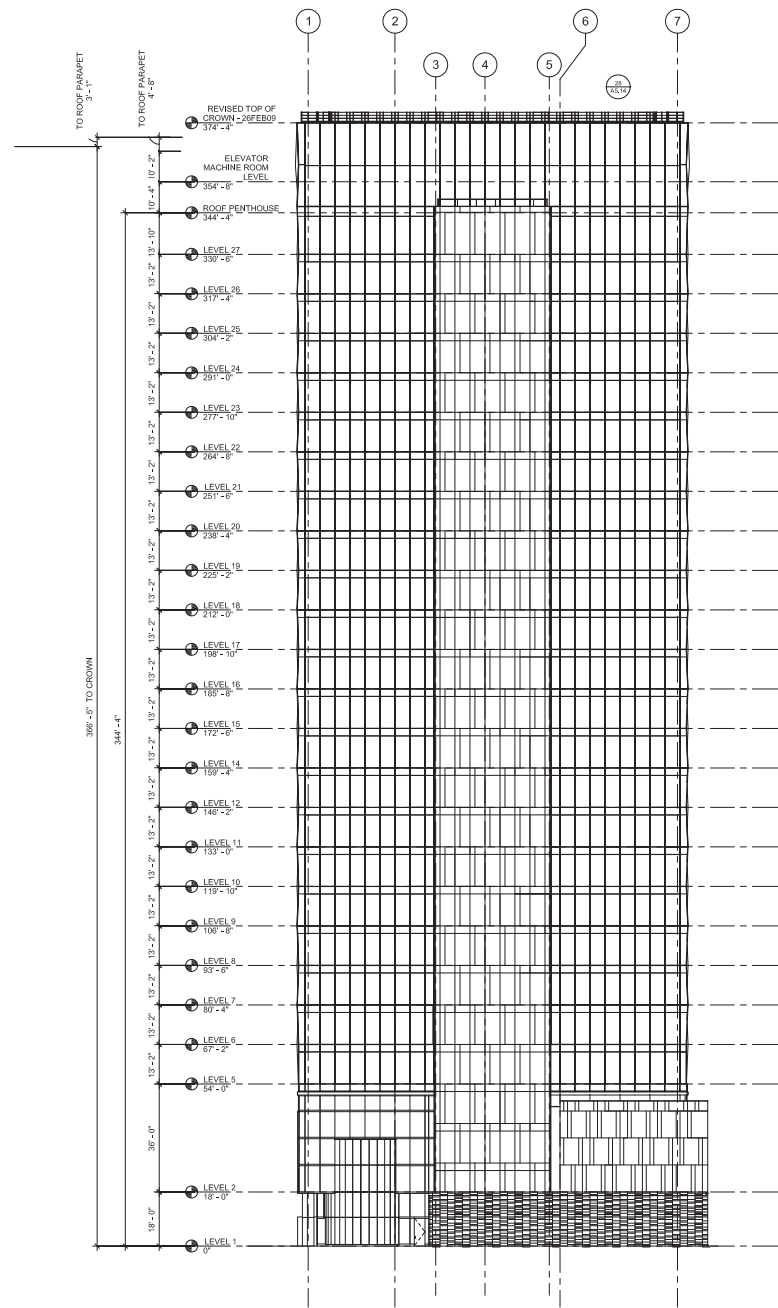 1
2
6
7
3
4
5
28
A5.14
TO ROOF PARAPET
3' - 1"
TO ROOF PARAPET
4' - 8"
REVISED TOP OF
CROWN - 26FEB09
374' - 4"
10' - 2"
ELEVATOR
MACHINE ROOM
LEVEL
354' - 8"
10' - 4"
ROOF PENTHOUSE
344' - 4"
13' - 10"
LEVEL 27
330' - 6"
13' - 2"
LEVEL 26
317' - 4"
13' - 2"
LEVEL 25
304' - 2"
13' - 2"
LEVEL 24
291' - 0"
13' - 2"
LEVEL 23
277' - 10"
13' - 2"
LEVEL 22
264' - 8"
13' - 2"
LEVEL 21
251' - 6"
13' - 2"
LEVEL 20
238' - 4"
13' - 2"
LEVEL 19
225' - 2"
13' - 2"
LEVEL 18
212' - 0"
13' - 2"
LEVEL 17
198' - 10"
13' - 2"
LEVEL 16
185' - 8"
13' - 2"
366' - 5" TO CROWN
344' - 4"
LEVEL 15
172' - 6"
13' - 2"
LEVEL 14
159' - 4"
13' - 2"
LEVEL 12
146' - 2"
13' - 2"
LEVEL 11
133' - 0"
13' - 2"
LEVEL 10
119' - 10"
13' - 2"
LEVEL 9
106' - 8"
13' - 2"
LEVEL 8
93' - 6"
13' - 2"
LEVEL 7
80' - 4"
13' - 2"
LEVEL 6
67' - 2"
13' - 2"
LEVEL 5
54' - 0"
36' - 0"
LEVEL 2
18' - 0"
18' - 0"
LEVEL 1
0"